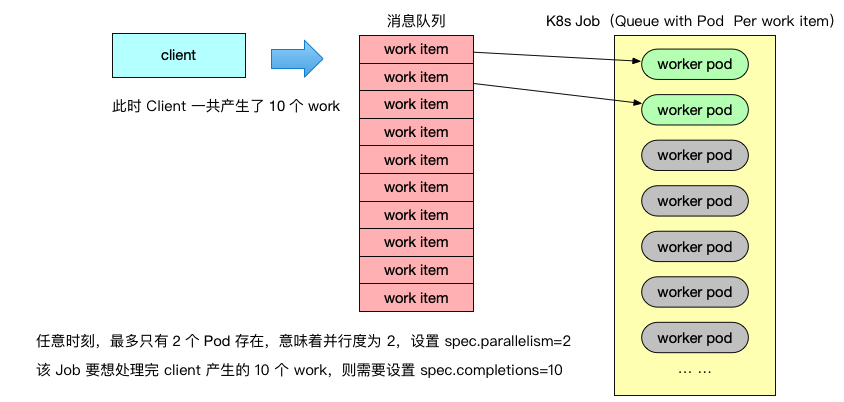 消息队列
K8s Job（Queue with Pod Per work item）
client
此时 Client 一共产生了 10 个 work
work item
work item
work item
work item
work item
work item
work item
work item
work item
work item
worker pod
worker pod
worker pod
worker pod
worker pod
worker pod
worker pod
... ...
任意时刻，最多只有 2 个 Pod 存在，意味着并行度为 2，设置 spec.parallelism=2
该 Job 要想处理完 client 产生的 10 个 work，则需要设置 spec.completions=10